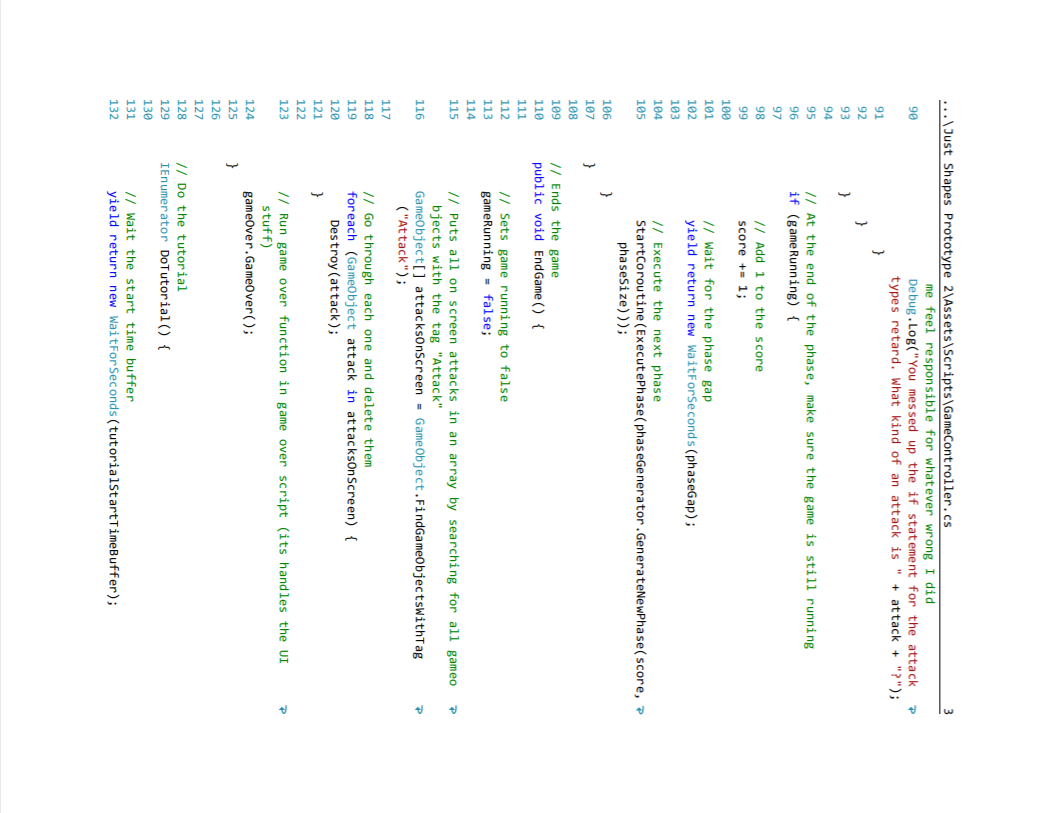 ...\Just Shapes Prototype 2\Assets\Scripts\GameController.cs 3
me feel responsible for whatever wrong I did
90 Debug.Log("You messed up the if statement for the attack
types retard. What kind of an attack is " + attack + "?");
91 }
92 }
93 }
94
95 // At the end of the phase, make sure the game is still running
96 if (gameRunning) {
97
98 // Add 1 to the score
99 score += 1;
100
101 // Wait for the phase gap
102 yield return new WaitForSeconds(phaseGap);
103
104 // Execute the next phase
105 StartCoroutine(ExecutePhase(phaseGenerator.GenerateNewPhase(score,
phaseSize)));
106 }
107 }
108
109 // Ends the game
110 public void EndGame() {
111
112 // Sets game running to false
113 gameRunning = false;
114
115 // Puts all on screen attacks in an array by searching for all gameo
bjects with the tag "Attack"
116 GameObject[] attacksOnScreen = GameObject.FindGameObjectsWithTag
("Attack");
117
118 // Go through each one and delete them
119 foreach (GameObject attack in attacksOnScreen) {
120 Destroy(attack);
121 }
122
123 // Run game over function in game over script (its handles the UI
stuff)
124 gameOver.GameOver();
125 }
126
127
128 // Do the tutorial
129 IEnumerator DoTutorial() {
130
131 // Wait the start time buffer
132 yield return new WaitForSeconds(tutorialStartTimeBuffer);